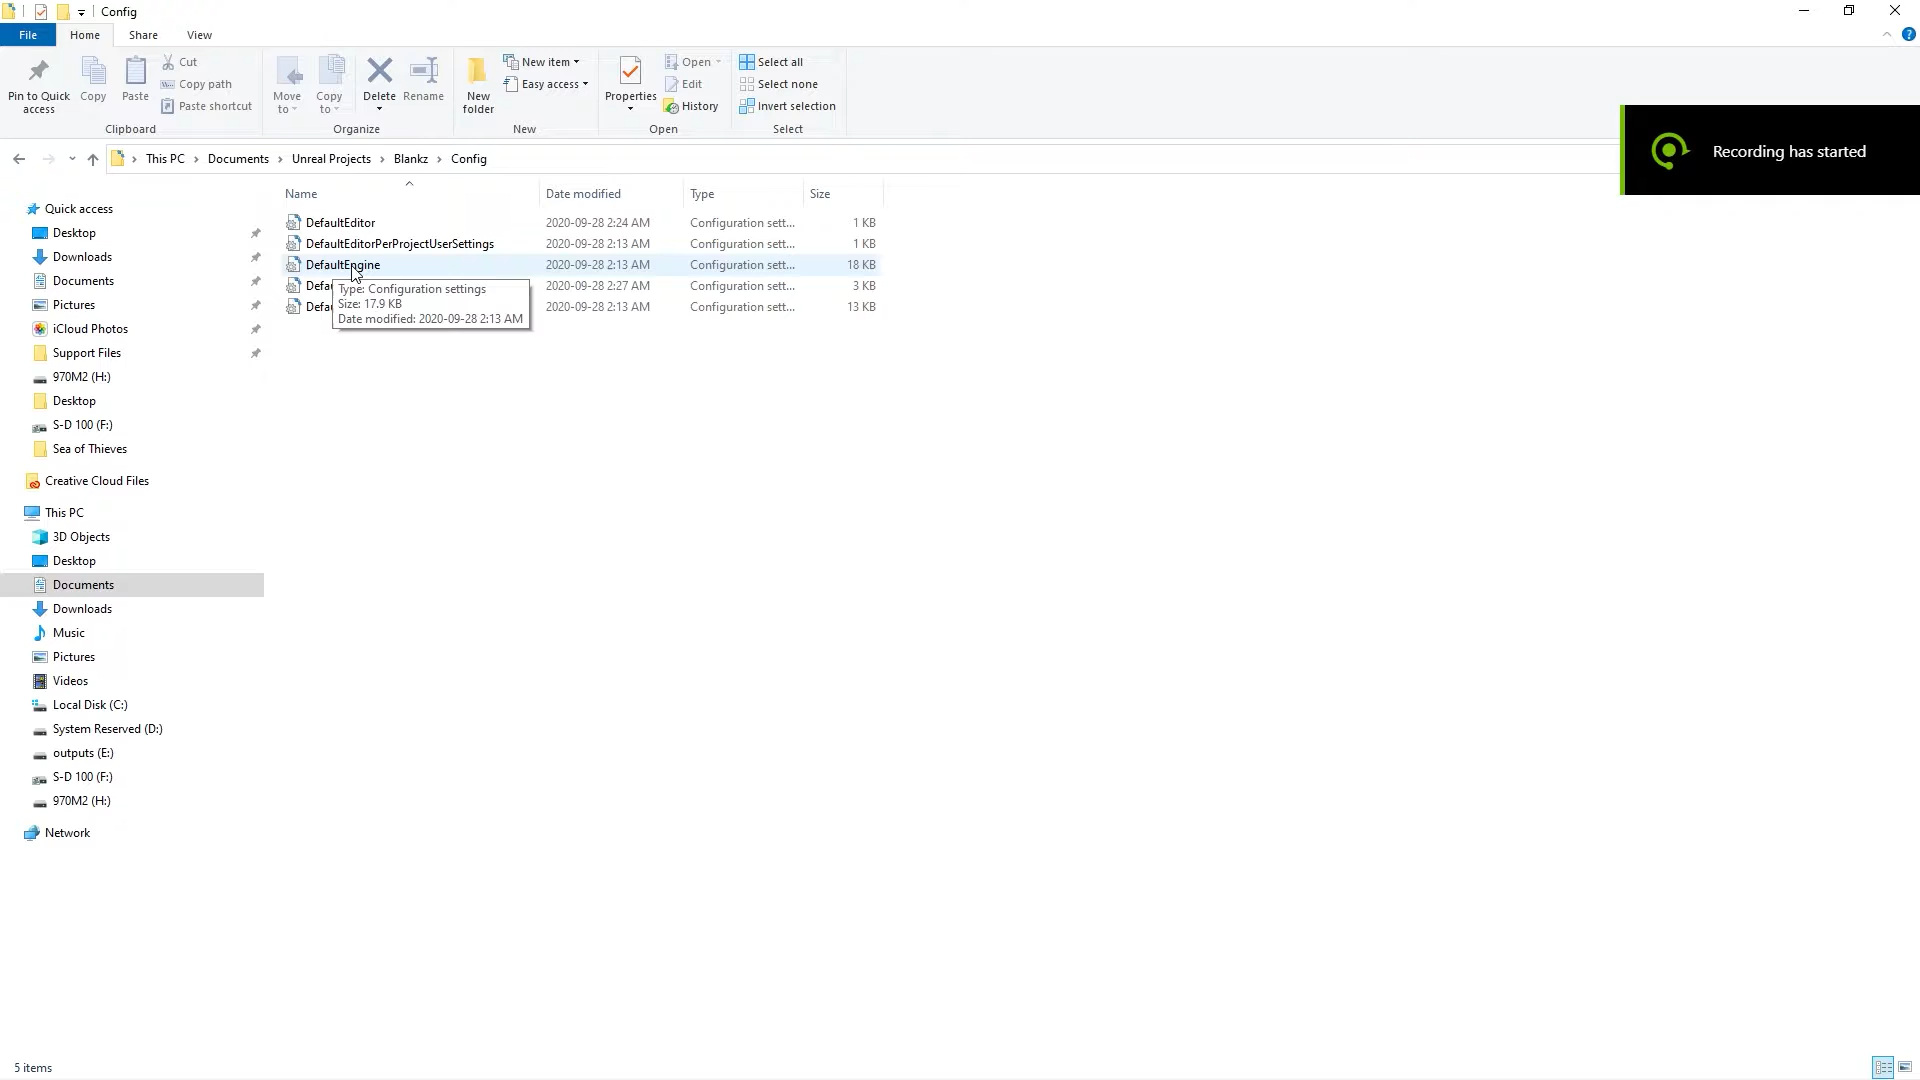 Config
File Home Share View
Pin to Quick access
Copy
Paste
Cut
Copy path
Paste shortcut
Clipboard
Move to
Copy to
Delete
Rename
Organize
New folder
New item
Easy access
New
Properties
Open
Edit
History
Open
Select all
Select none
Invert selection
Select
Recording has started
This PC > Documents > Unreal Projects > Blankz > Config
Name Date modified Type Size
DefaultEditor 2020-09-28 2:24 AM Configuration sett... 1 KB
DefaultEditorPerProjectUserSettings 2020-09-28 2:13 AM Configuration sett... 1 KB
DefaultEngine 2020-09-28 2:13 AM Configuration sett... 18 KB
Defa 2020-09-28 2:27 AM Configuration sett... 3 KB
Defa 2020-09-28 2:13 AM Configuration sett... 13 KB
Type: Configuration settings
Size: 17.9 KB
Date modified: 2020-09-28 2:13 AM
Quick access
Desktop
Downloads
Documents
Pictures
iCloud Photos
Support Files
970M2 (H:)
Desktop
S-D 100 (F:)
Sea of Thieves
Creative Cloud Files
This PC
3D Objects
Desktop
Documents
Downloads
Music
Pictures
Videos
Local Disk (C:)
System Reserved (D:)
outputs (E:)
S-D 100 (F:)
970M2 (H:)
Network
5 items